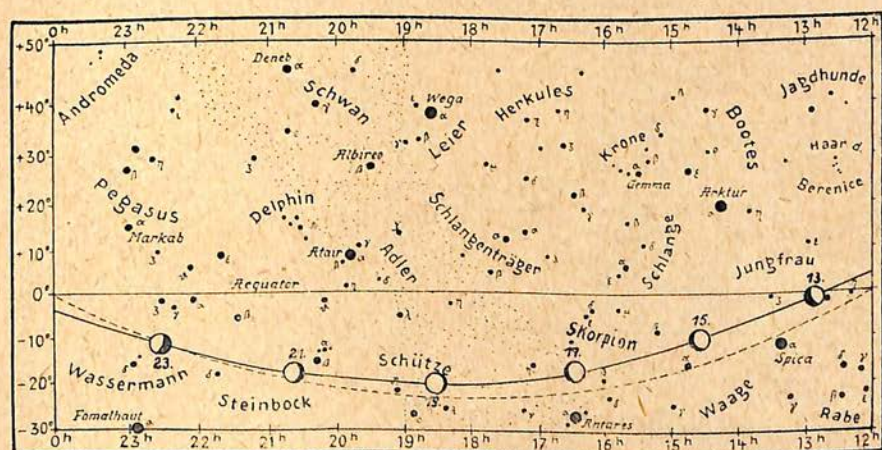 0h 23h 22h 21h 20h 19h 18h 17h 16h 15h 14h 13h 12h
+50°
+40°
+30°
+20°
+10°
0
-10°
-20°
-30°
Andromeda
Deneb α
δ
Schwan
Wega
α
Leier
Herkules
Jagdhunde
Krone
Bootes
Haar d.
Berenice
Albireo
β
Gemma
Arktur
α
Pegasus
Markab
α
Delphin
Atair
α
Adler
Schlangenträger
Schlange
Jungfrau
Aequator
13.
15.
17.
19.
21.
23.
Skorpion
Schütze
Wassermann
Steinbock
Waage
Spica
α
Rabe
Fomalhaut
α
Antares
0h 22h 21h 20h 19h 18h 17h 16h 15h 14h 13h 12h